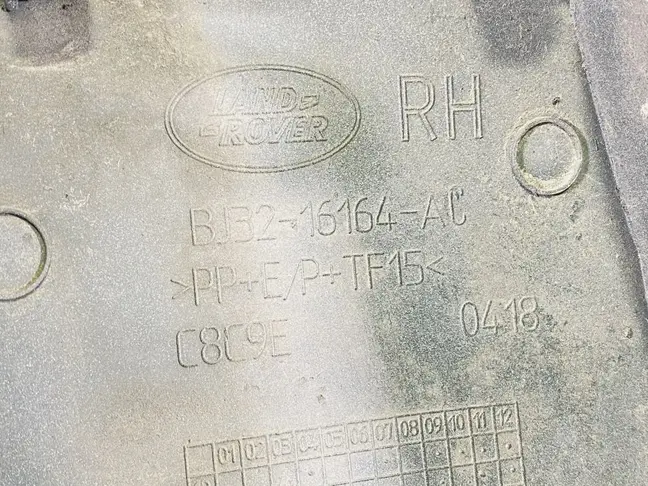 LAND-
-ROVER
RH
BJ32-16164-AC
>PP+E/P+TF15<
C8C9E
0418
01 02 03 04 05 06 07 08 09 10 11 12